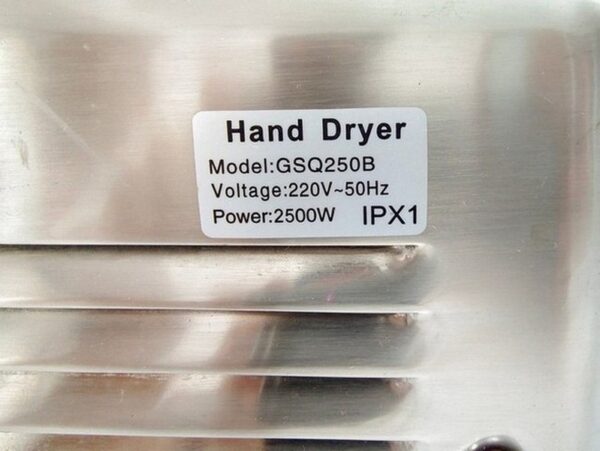 Hand Dryer
Model:GSQ250B
Voltage:220V~50Hz
Power:2500W IPX1